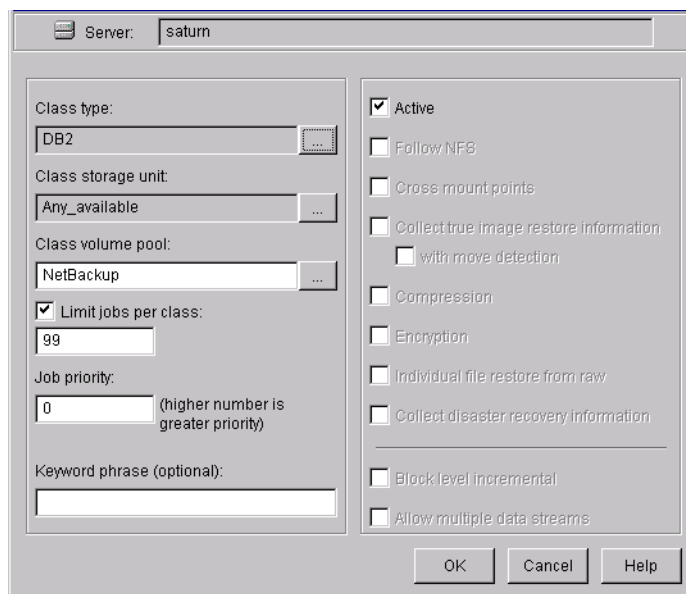 Server: saturn
Class type:
DB2
...
Class storage unit:
Any_available
...
Class volume pool:
NetBackup
...
Limit jobs per class:
99
Job priority:
0
(higher number is
greater priority)
Keyword phrase (optional):
Active
Follow NFS
Cross mount points
Collect true image restore information
with move detection
Compression
Encryption
Individual file restore from raw
Collect disaster recovery information
Block level incremental
Allow multiple data streams
OK Cancel Help